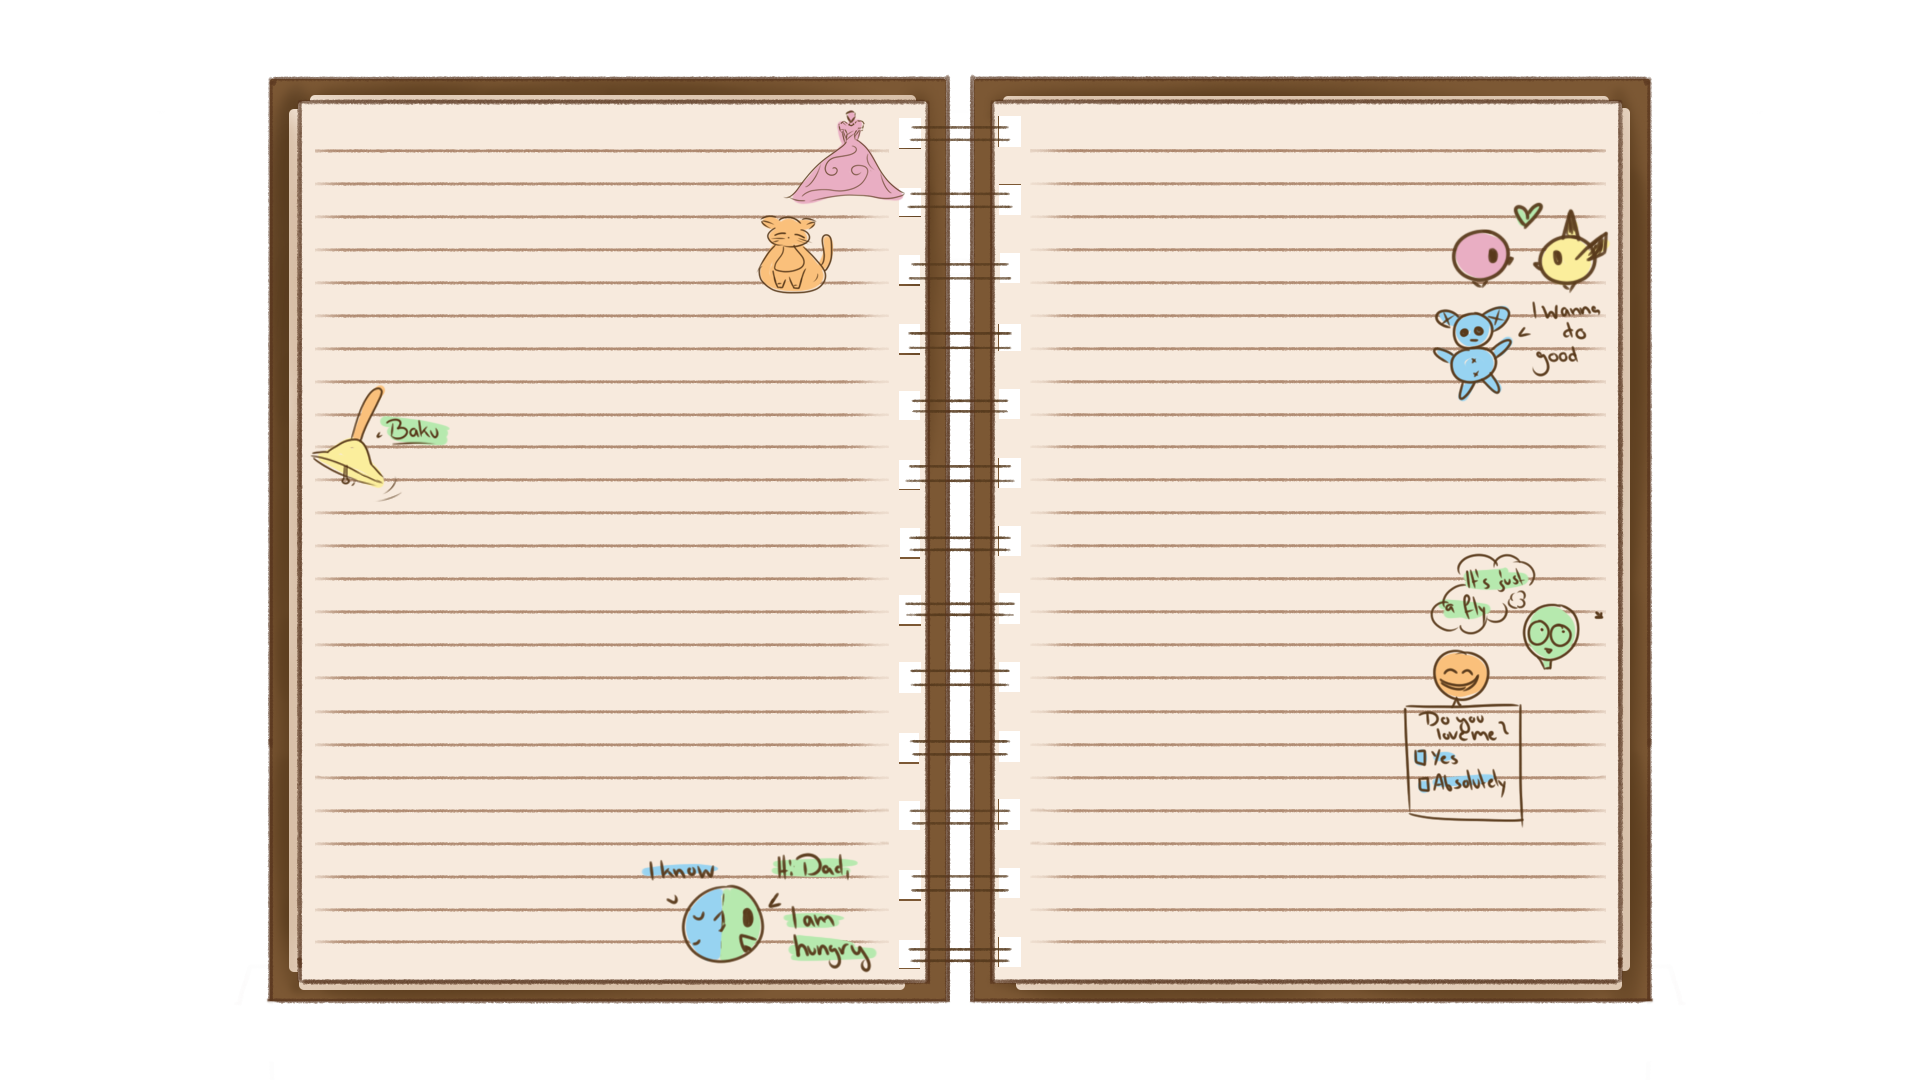 Baku
I know
Hi Dad,
I am
hungry
I wanna
do
good
It's just
a fly
Do you
love me?
Yes
Absolutely